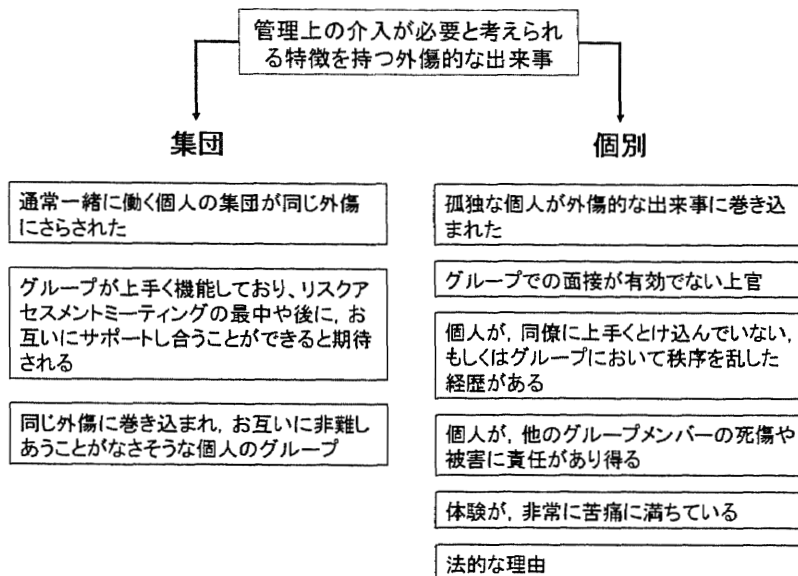 管理上の介入が必要と考えられ
る特徴を持つ外傷的な出来事
集団
通常一緒に働く個人の集団が同じ外傷
にさらされた
グループが上手く機能しており、リスクア
セスメントミーティングの最中や後に, お
互いにサポートし合うことができると期待
される
同じ外傷に巻き込まれ, お互いに非難し
あうことがなさそうな個人のグループ
個別
孤独な個人が外傷的な出来事に巻き込
まれた
グループでの面接が有効でない上官
個人が, 同僚に上手くとけ込んでいない,
もしくはグループにおいて秩序を乱した
経歴がある
個人が, 他のグループメンバーの死傷や
被害に責任があり得る
体験が, 非常に苦痛に満ちている
法的な理由